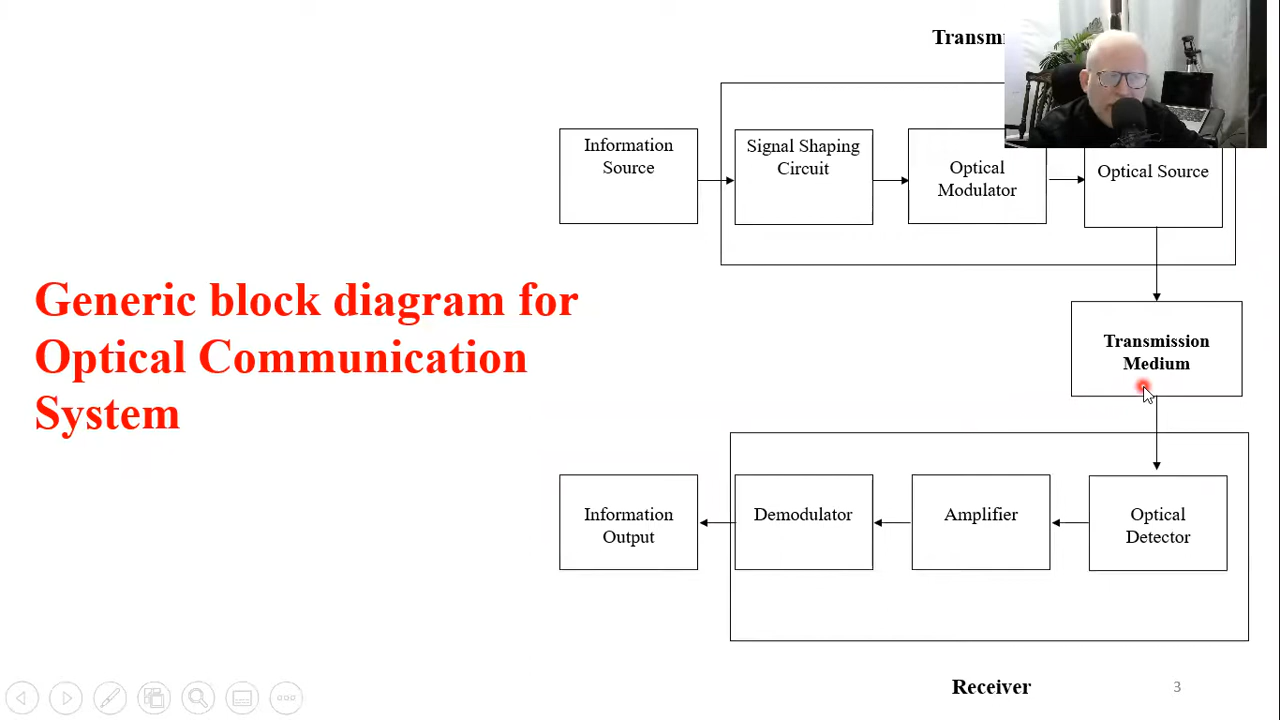 Information
Source
Signal Shaping
Circuit
Optical
Modulator
Optical Source
Generic block diagram for
Optical Communication
System
Transmission
Medium
Information
Output
Demodulator
Amplifier
Optical
Detector
Receiver
3